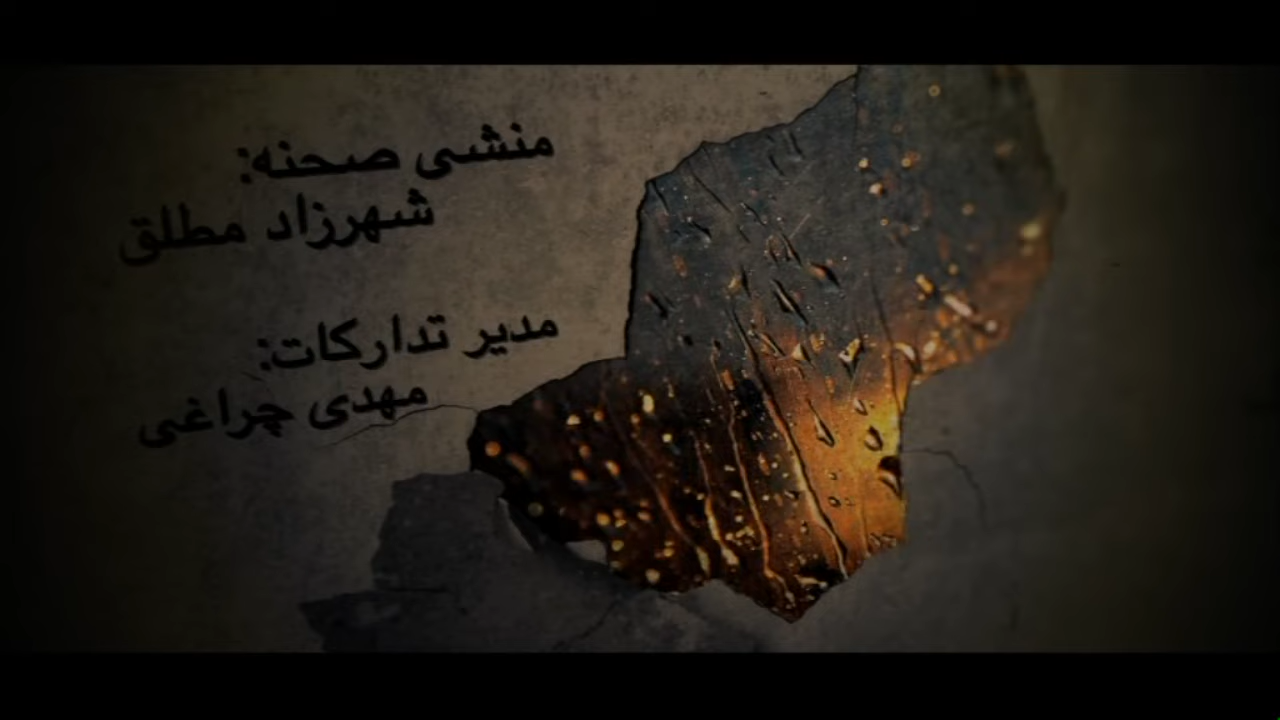 منشی صحنه:
شهرزاد مطلق
مدیر تدارکات:
مهدی چراغی